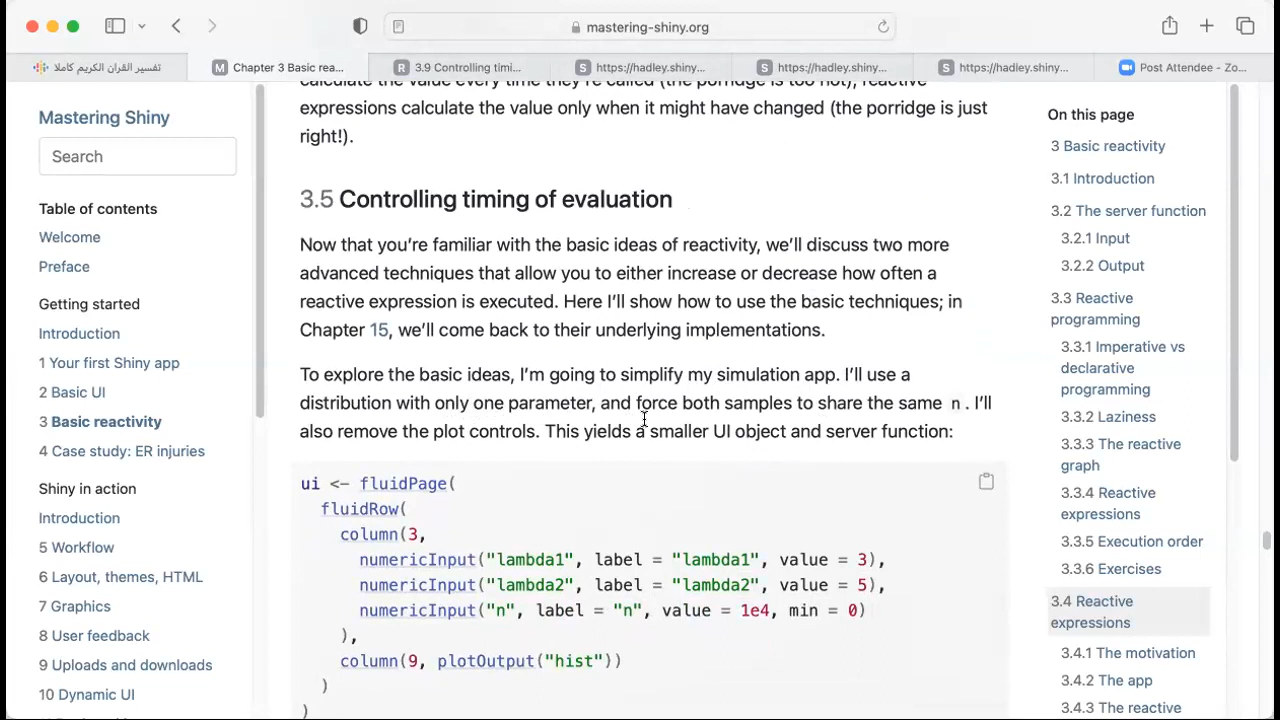 mastering-shiny.org
تفسير القران الكريم كاملا
Chapter 3 Basic rea...
3.9 Controlling timi...
https://hadley.shiny...
https://hadley.shiny...
https://hadley.shiny...
Post Attendee - Zo...
Mastering Shiny
Search
Table of contents
Welcome
Preface
Getting started
Introduction
1 Your first Shiny app
2 Basic UI
3 Basic reactivity
4 Case study: ER injuries
Shiny in action
Introduction
5 Workflow
6 Layout, themes, HTML
7 Graphics
8 User feedback
9 Uploads and downloads
10 Dynamic UI
calculate the value every time they're called (the porridge is too hot), reactive
expressions calculate the value only when it might have changed (the porridge is just
right!).
3.5 Controlling timing of evaluation
Now that you're familiar with the basic ideas of reactivity, we'll discuss two more
advanced techniques that allow you to either increase or decrease how often a
reactive expression is executed. Here I'll show how to use the basic techniques; in
Chapter 15, we'll come back to their underlying implementations.
To explore the basic ideas, I'm going to simplify my simulation app. I'll use a
distribution with only one parameter, and force both samples to share the same n. I'll
also remove the plot controls. This yields a smaller UI object and server function:
ui <- fluidPage(
fluidRow(
column(3,
numericInput("lambda1", label = "lambda1", value = 3),
numericInput("lambda2", label = "lambda2", value = 5),
numericInput("n", label = "n", value = 1e4, min = 0)
),
column(9, plotOutput("hist"))
)
)
On this page
3 Basic reactivity
3.1 Introduction
3.2 The server function
3.2.1 Input
3.2.2 Output
3.3 Reactive
programming
3.3.1 Imperative vs
declarative
programming
3.3.2 Laziness
3.3.3 The reactive
graph
3.3.4 Reactive
expressions
3.3.5 Execution order
3.3.6 Exercises
3.4 Reactive
expressions
3.4.1 The motivation
3.4.2 The app
3.4.3 The reactive